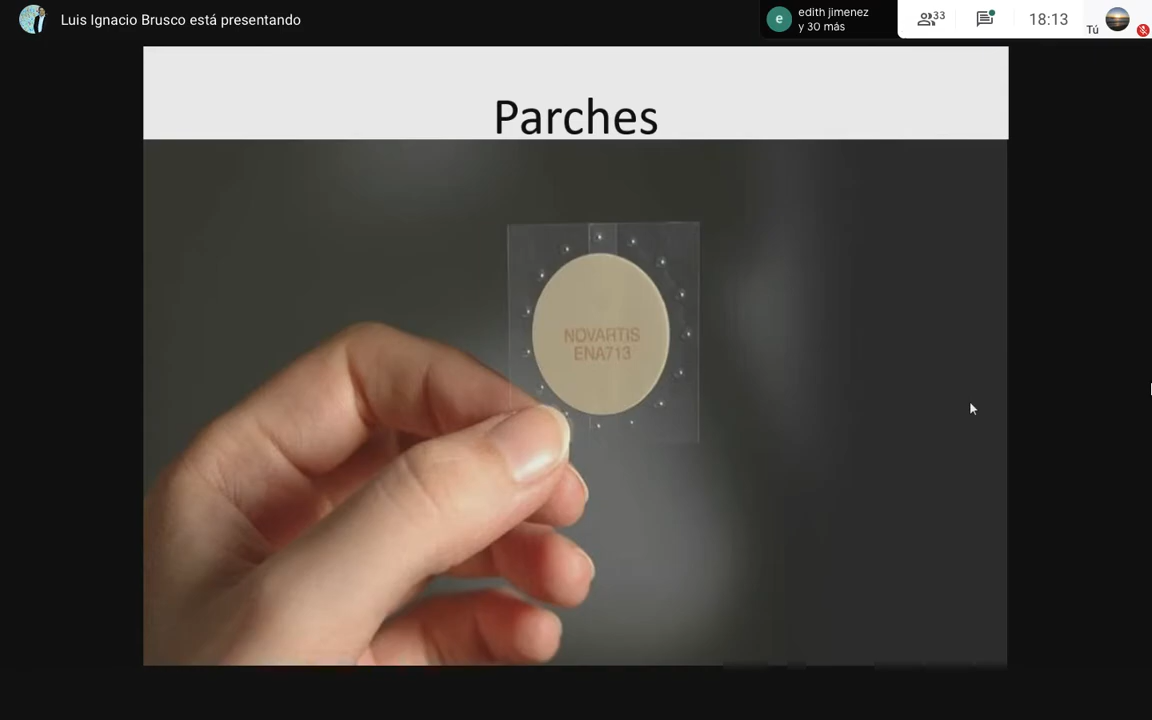 Luis Ignacio Brusco está presentando
e
edith jimenez
y 30 más
33
18:13
Tú
Parches
NOVARTIS
ENA713